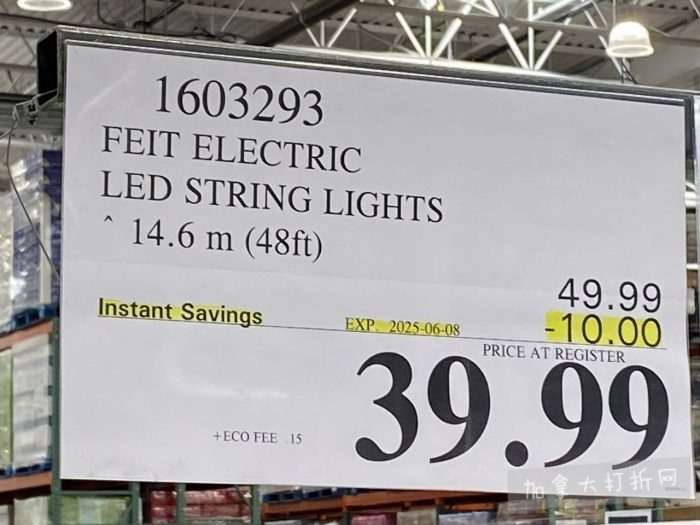 1603293
FEIT ELECTRIC
LED STRING LIGHTS
^ 14.6 m (48ft)
49.99
Instant Savings EXP. 2025-06-08 -10.00
PRICE AT REGISTER
39.99
+ECO FEE .15
加拿大打折网